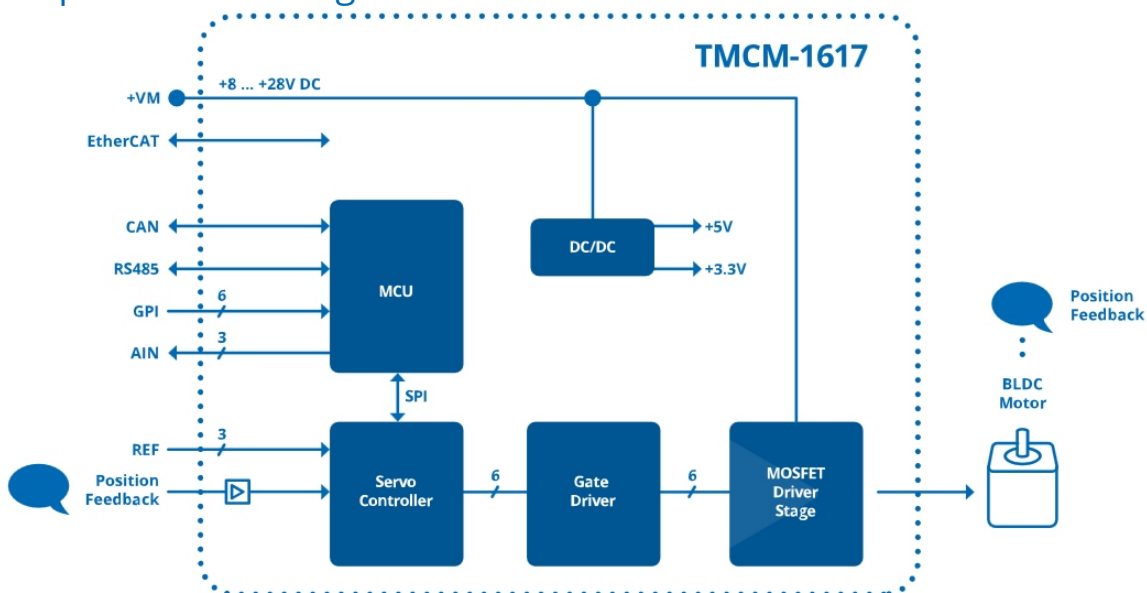 TMCM-1617
+8 ... +28V DC
+VM
EtherCAT
CAN
RS485
6
GPI
3
AIN
MCU
DC/DC
+5V
+3.3V
SPI
3
REF
Position
Feedback
Servo
Controller
6
Gate
Driver
6
MOSFET
Driver
Stage
Position
Feedback
BLDC
Motor